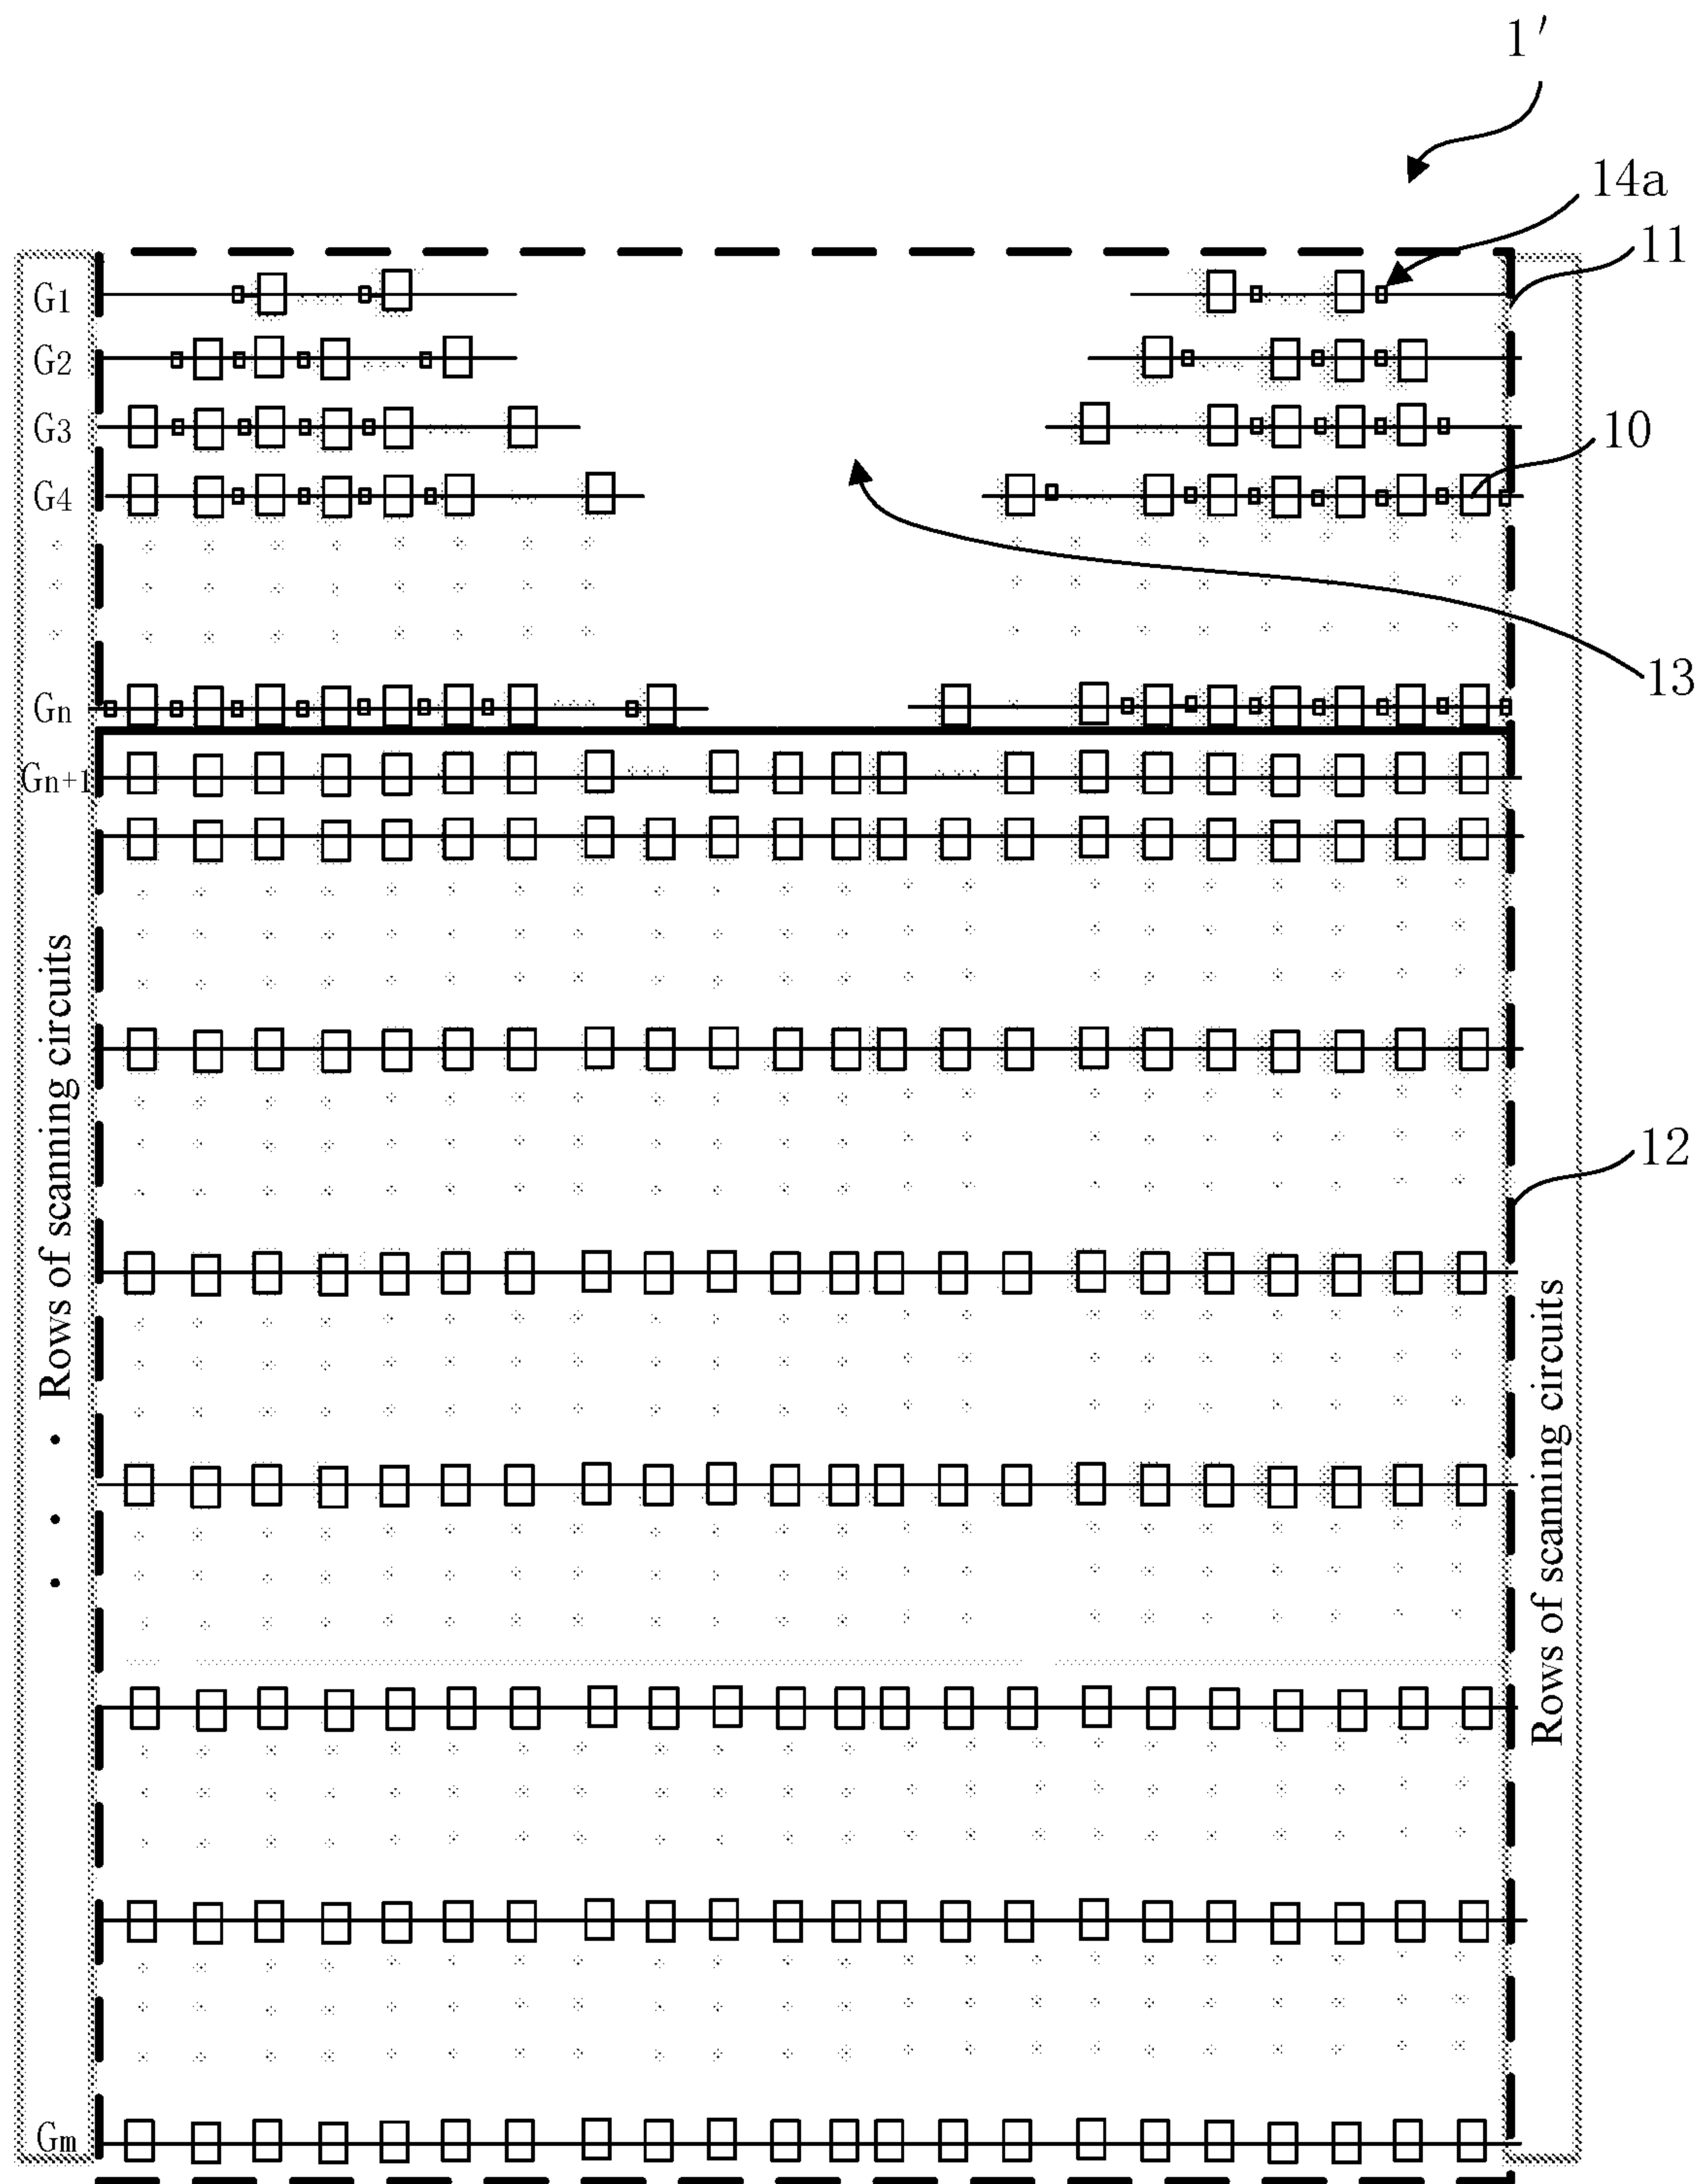 1'
14a
11
G1
G2
G3
10
G4
13
Gn
Gn+1
Rows of scanning circuits
12
Rows of scanning circuits
Gm